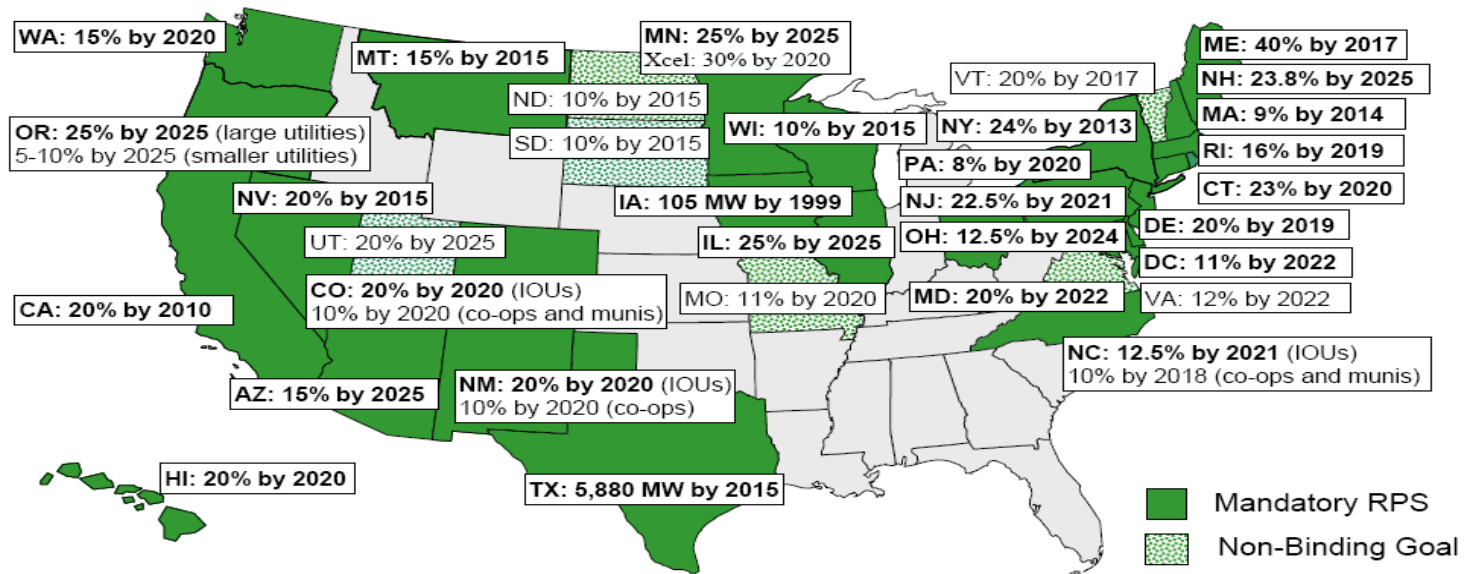 WA: 15% by 2020
MT: 15% by 2015
MN: 25% by 2025
Xcel: 30% by 2020
ME: 40% by 2017
VT: 20% by 2017
NH: 23.8% by 2025
ND: 10% by 2015
MA: 9% by 2014
OR: 25% by 2025 (large utilities)
5-10% by 2025 (smaller utilities)
SD: 10% by 2015
WI: 10% by 2015
NY: 24% by 2013
RI: 16% by 2019
PA: 8% by 2020
CT: 23% by 2020
NV: 20% by 2015
IA: 105 MW by 1999
NJ: 22.5% by 2021
DE: 20% by 2019
UT: 20% by 2025
IL: 25% by 2025
OH: 12.5% by 2024
DC: 11% by 2022
CO: 20% by 2020 (IOUs)
10% by 2020 (co-ops and munis)
MO: 11% by 2020
MD: 20% by 2022
VA: 12% by 2022
CA: 20% by 2010
NC: 12.5% by 2021 (IOUs)
10% by 2018 (co-ops and munis)
AZ: 15% by 2025
NM: 20% by 2020 (IOUs)
10% by 2020 (co-ops)
HI: 20% by 2020
TX: 5,880 MW by 2015
Mandatory RPS
Non-Binding Goal